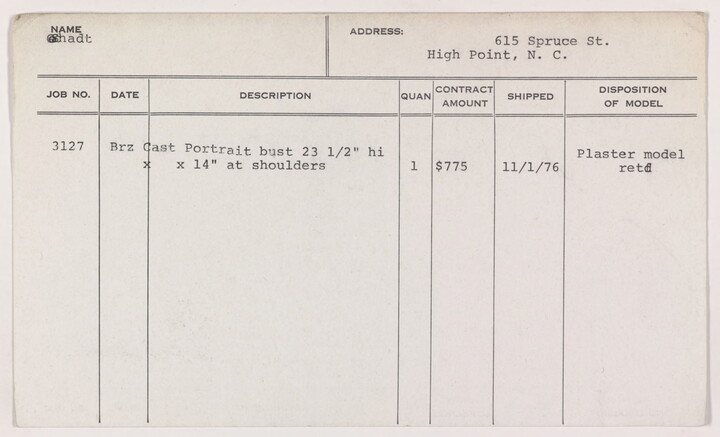 NAME
ADDRESS:
615 Spruce St.
High Point, N. C.
JOB NO.
DATE
DESCRIPTION
QUAN
CONTRACT AMOUNT
SHIPPED
DISPOSITION OF MODEL
3127
Brz Cast Portrait bust 23 1/2" hi
x x 14" at shoulders
1
$775
11/1/76
Plaster model
retd